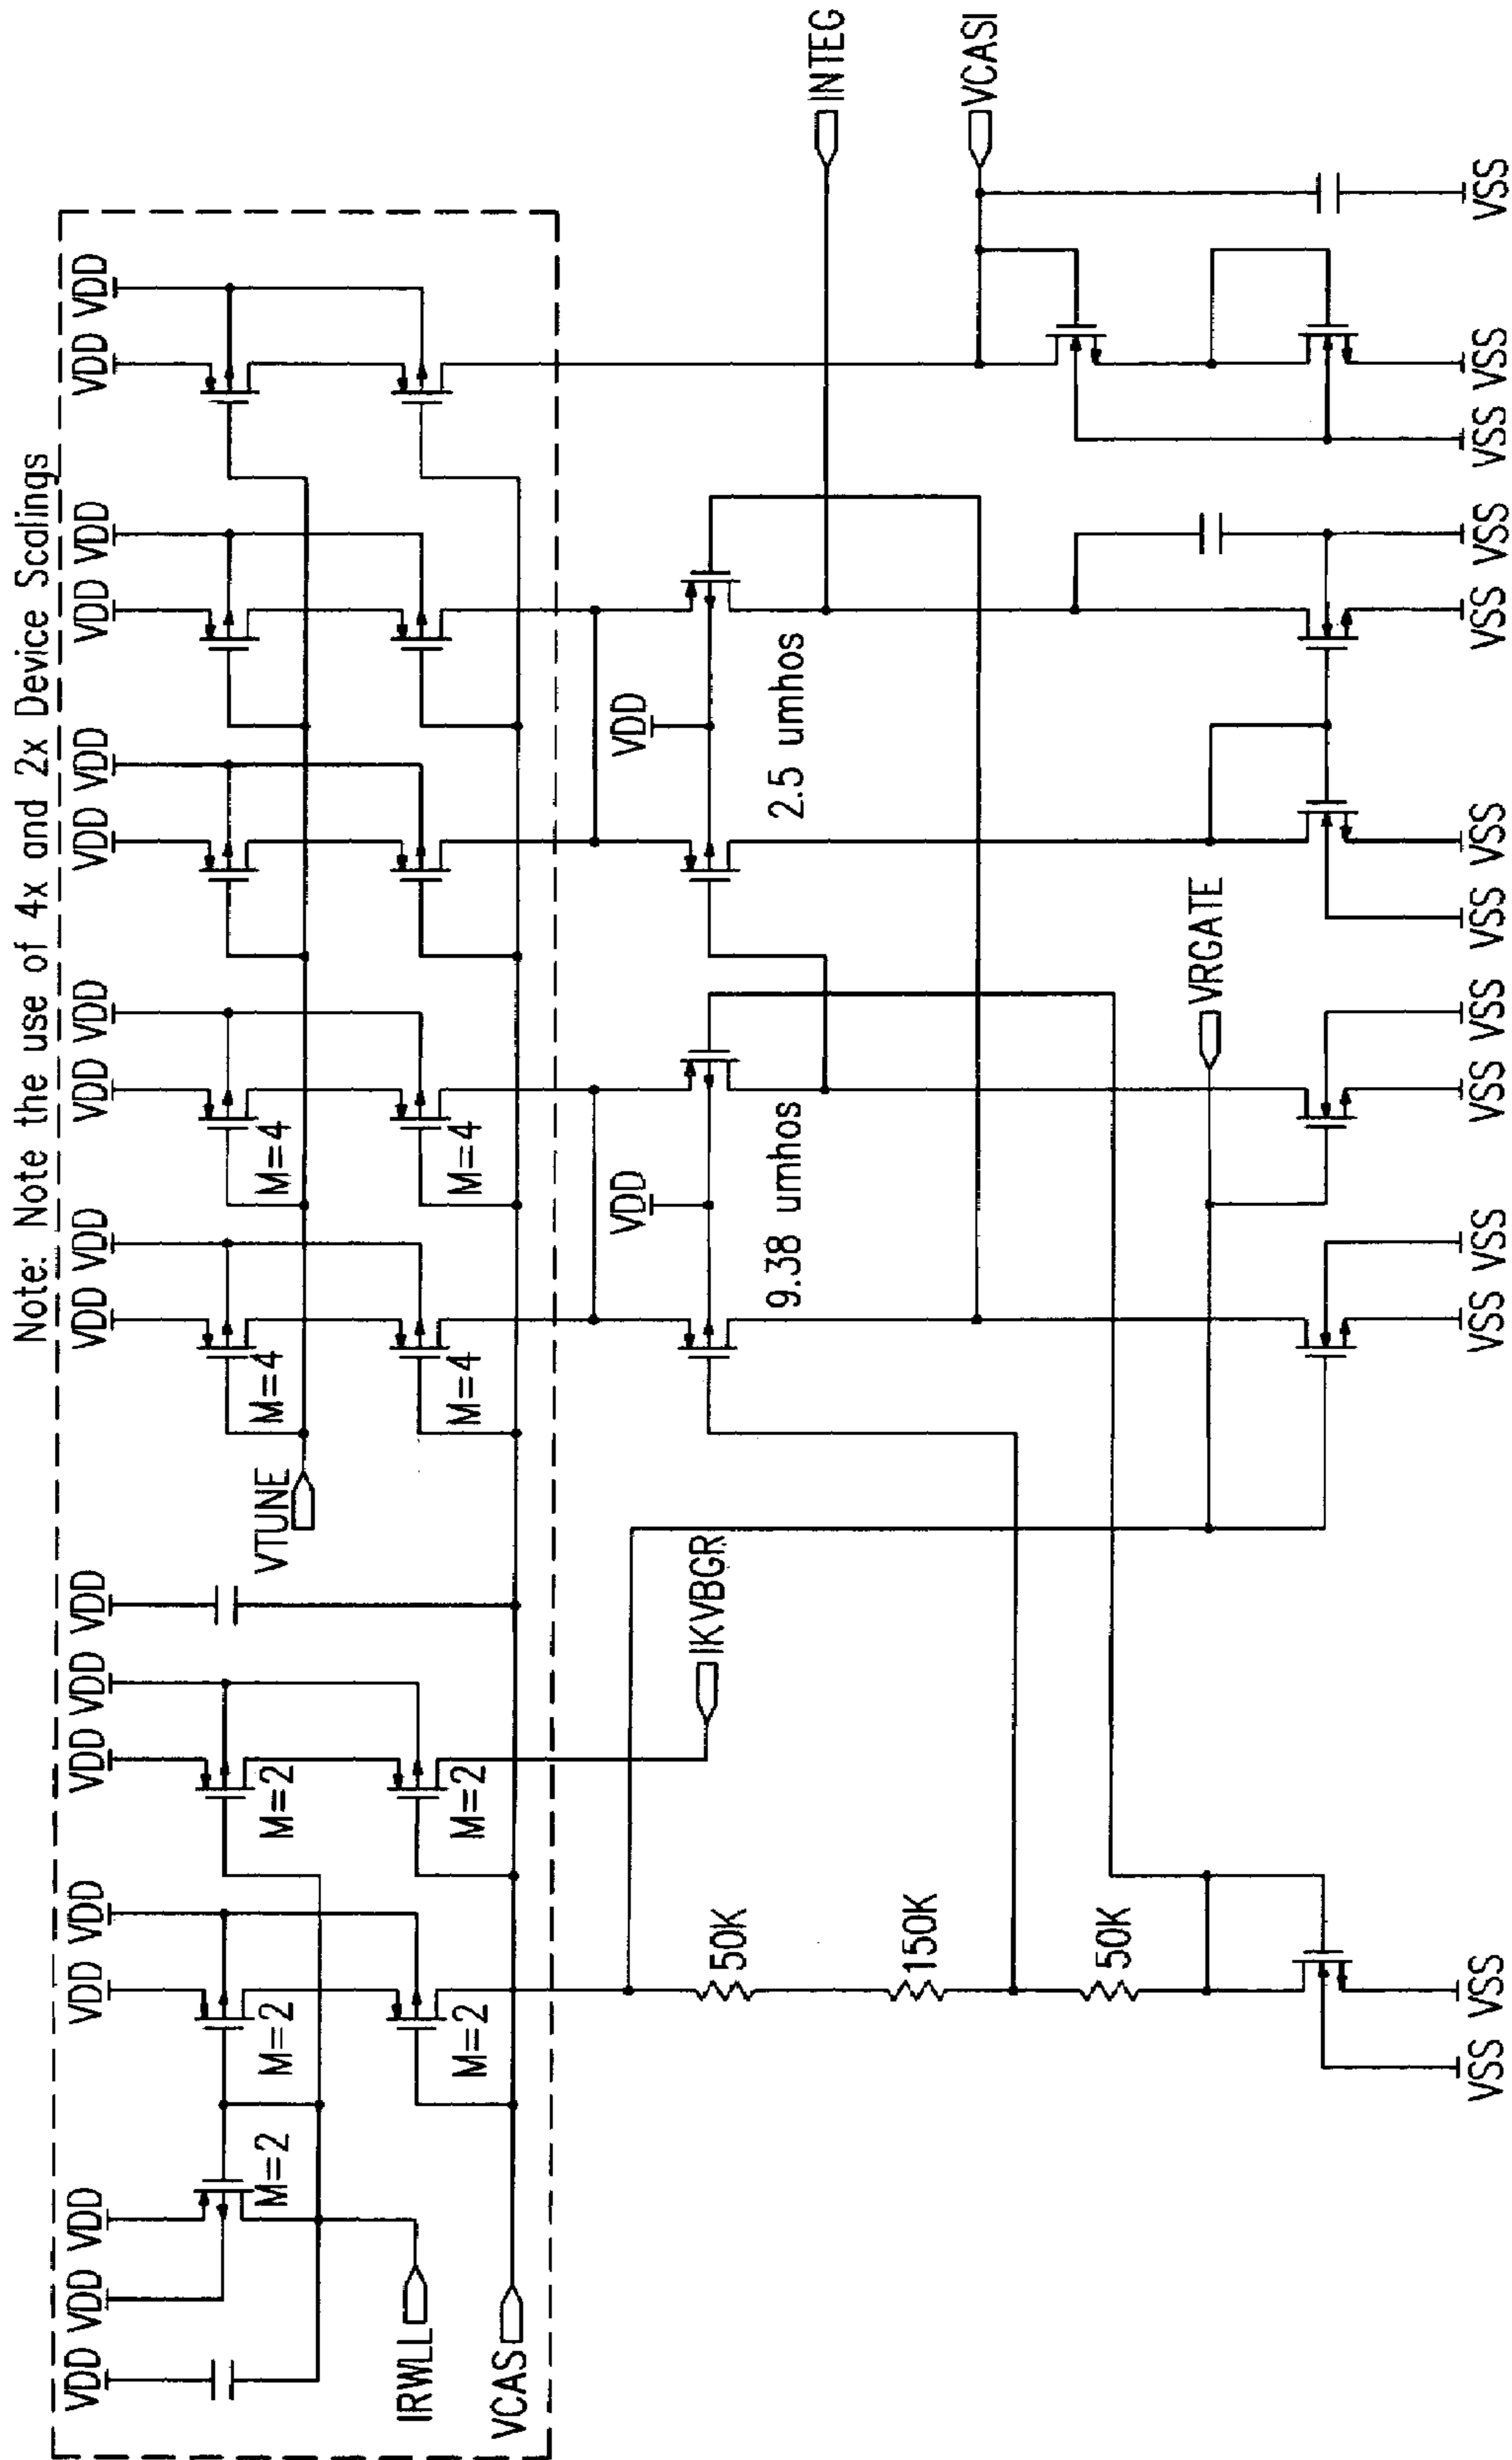 Note: Note the use of 4x and 2x Device Scalings
VDD VDD VDD VDD VDD VDD VDD VDD VDD VDD VDD VDD VDD VDD VDD VDD VDD VDD
M=2 M=2 M=2 VTUNE M=4 M=4
IRWLL
M=2 M=2 M=4 M=4
VCAS
VDD VDD
IKVBGR
50K
9.38 umhos 2.5 umhos
INTEG
150K
VCASI
50K
VRGATE
VSS VSS VSS VSS VSS VSS VSS VSS VSS VSS VSS VSS VSS